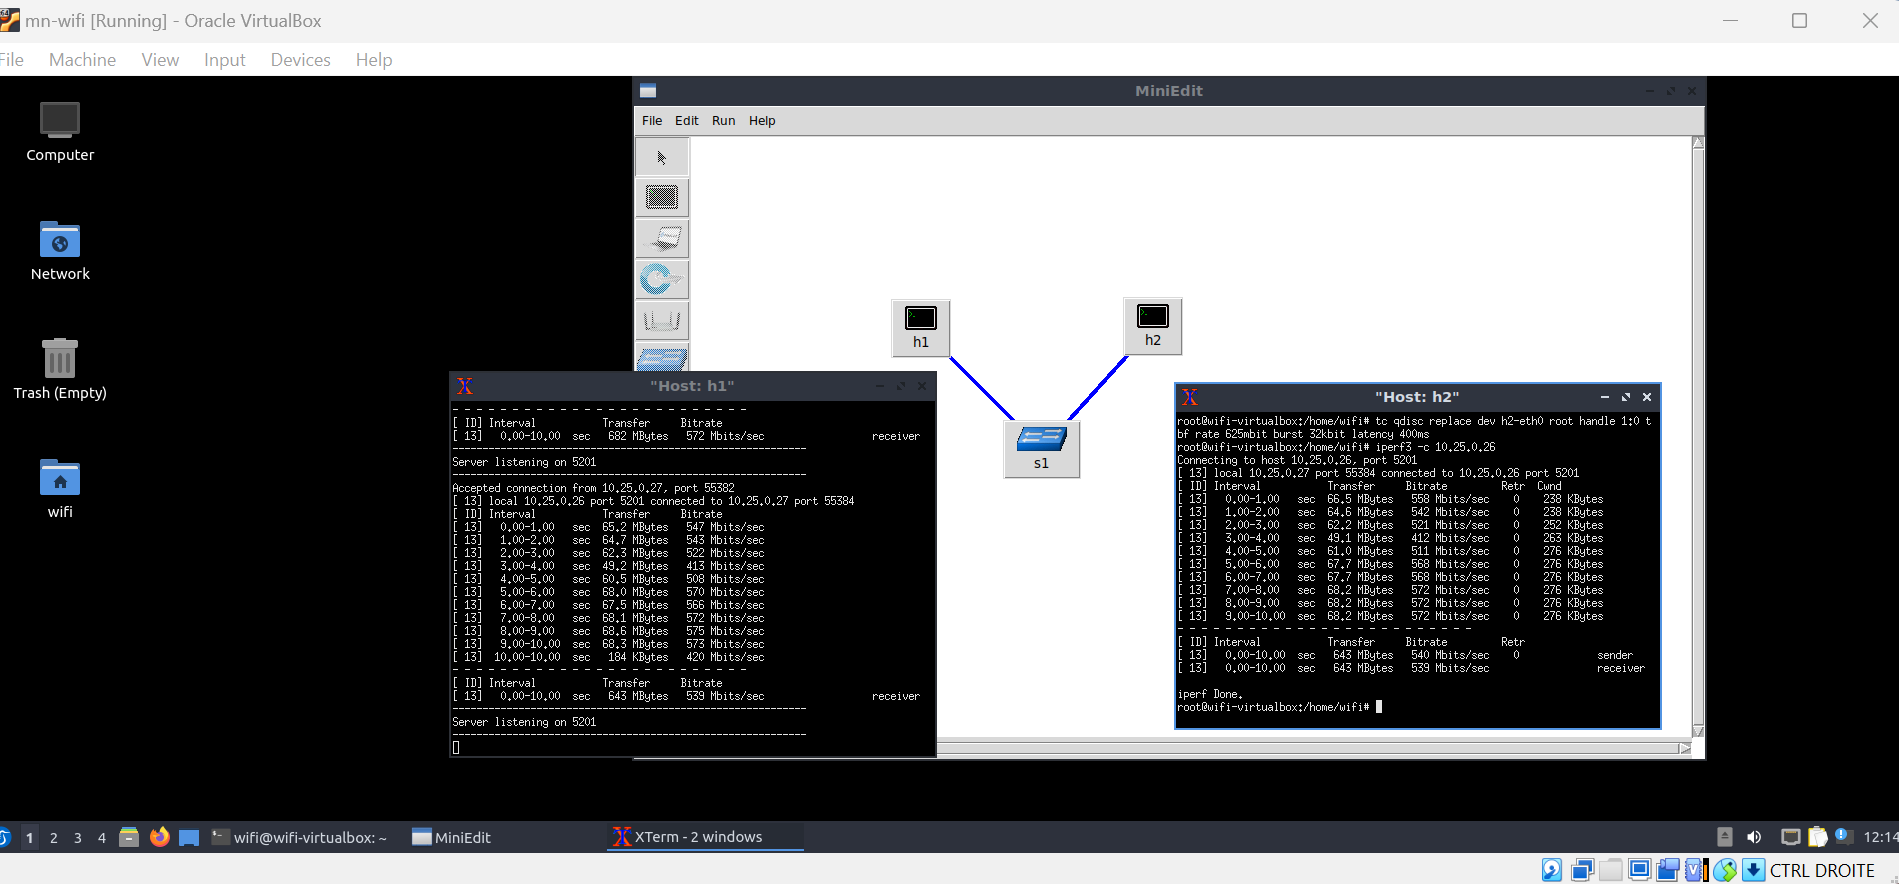 mn-wifi [Running] - Oracle VirtualBox
File Machine View Input Devices Help
Computer
Network
Trash (Empty)
wifi
MiniEdit
File Edit Run Help
h1
h2
s1
"Host: h1"
- - - - - - - - - - - - - - - - - - - - - - - - -
[ ID] Interval Transfer Bitrate
[ 13] 0.00-10.00 sec 682 MBytes 572 Mbits/sec receiver
-----------------------------------------------------------
Server listening on 5201
-----------------------------------------------------------
Accepted connection from 10.25.0.27, port 55382
[ 13] local 10.25.0.26 port 5201 connected to 10.25.0.27 port 55384
[ ID] Interval Transfer Bitrate
[ 13] 0.00-1.00 sec 65.2 MBytes 547 Mbits/sec
[ 13] 1.00-2.00 sec 64.7 MBytes 543 Mbits/sec
[ 13] 2.00-3.00 sec 62.3 MBytes 522 Mbits/sec
[ 13] 3.00-4.00 sec 49.2 MBytes 413 Mbits/sec
[ 13] 4.00-5.00 sec 60.5 MBytes 508 Mbits/sec
[ 13] 5.00-6.00 sec 68.0 MBytes 570 Mbits/sec
[ 13] 6.00-7.00 sec 67.5 MBytes 566 Mbits/sec
[ 13] 7.00-8.00 sec 68.1 MBytes 572 Mbits/sec
[ 13] 8.00-9.00 sec 68.6 MBytes 575 Mbits/sec
[ 13] 9.00-10.00 sec 68.3 MBytes 573 Mbits/sec
[ 13] 10.00-10.00 sec 184 KBytes 420 Mbits/sec
- - - - - - - - - - - - - - - - - - - - - - - - -
[ ID] Interval Transfer Bitrate
[ 13] 0.00-10.00 sec 643 MBytes 539 Mbits/sec receiver
-----------------------------------------------------------
Server listening on 5201
-----------------------------------------------------------
"Host: h2"
root@wifi-virtualbox:/home/wifi# tc qdisc replace dev h2-eth0 root handle 1:0 t
bf rate 625mbit burst 32kbit latency 400ms
root@wifi-virtualbox:/home/wifi# iperf3 -c 10.25.0.26
Connecting to host 10.25.0.26, port 5201
[ 13] local 10.25.0.27 port 55384 connected to 10.25.0.26 port 5201
[ ID] Interval Transfer Bitrate Retr Cwnd
[ 13] 0.00-1.00 sec 66.5 MBytes 558 Mbits/sec 0 238 KBytes
[ 13] 1.00-2.00 sec 64.6 MBytes 542 Mbits/sec 0 238 KBytes
[ 13] 2.00-3.00 sec 62.2 MBytes 521 Mbits/sec 0 252 KBytes
[ 13] 3.00-4.00 sec 49.1 MBytes 412 Mbits/sec 0 263 KBytes
[ 13] 4.00-5.00 sec 61.0 MBytes 511 Mbits/sec 0 276 KBytes
[ 13] 5.00-6.00 sec 67.7 MBytes 568 Mbits/sec 0 276 KBytes
[ 13] 6.00-7.00 sec 67.7 MBytes 568 Mbits/sec 0 276 KBytes
[ 13] 7.00-8.00 sec 68.2 MBytes 572 Mbits/sec 0 276 KBytes
[ 13] 8.00-9.00 sec 68.2 MBytes 572 Mbits/sec 0 276 KBytes
[ 13] 9.00-10.00 sec 68.2 MBytes 572 Mbits/sec 0 276 KBytes
- - - - - - - - - - - - - - - - - - - - - - - - -
[ ID] Interval Transfer Bitrate Retr
[ 13] 0.00-10.00 sec 643 MBytes 540 Mbits/sec 0 sender
[ 13] 0.00-10.00 sec 643 MBytes 539 Mbits/sec receiver
iperf Done.
root@wifi-virtualbox:/home/wifi#
1 2 3 4 wifi@wifi-virtualbox: ~ MiniEdit XTerm - 2 windows 12:14
CTRL DROITE